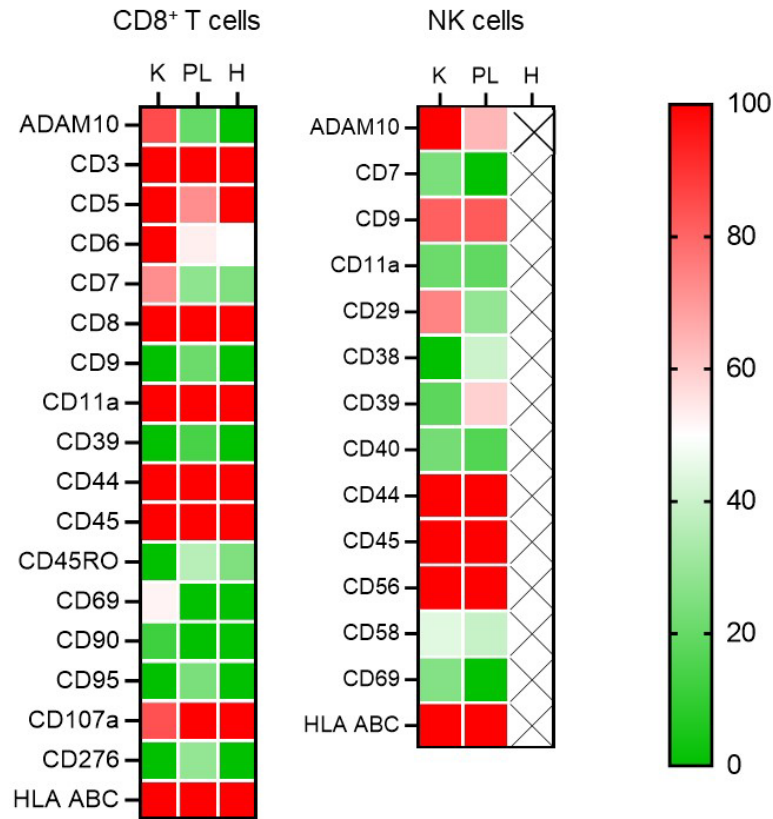 CD8⁺ T cells
K PL H
ADAM10
CD3
CD5
CD6
CD7
CD8
CD9
CD11a
CD39
CD44
CD45
CD45RO
CD69
CD90
CD95
CD107a
CD276
HLA ABC
NK cells
K PL H
ADAM10
CD7
CD9
CD11a
CD29
CD38
CD39
CD40
CD44
CD45
CD56
CD58
CD69
HLA ABC
100
80
60
40
20
0